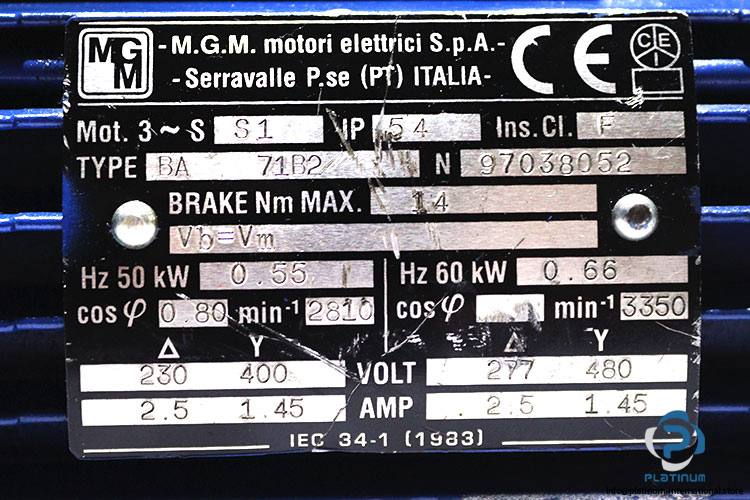 MGM
- M.G.M. motori elettrici S.p.A.-
- Serravalle P.se (PT) ITALIA-
CE
C E I
Mot. 3~S S1 IP 54 Ins.Cl. F
TYPE BA 71B2 N 97038052
BRAKE Nm MAX. 14
Vb=Vm
Hz 50 kW 0.55 Hz 60 kW 0.66
cos φ 0.80 min-1 2810 cos φ min-1 3350
Δ Y Δ Y
230 400 VOLT 277 480
2.5 1.45 AMP 2.5 1.45
IEC 34-1 (1983)
PLATINUM
info@platinuminternational.store